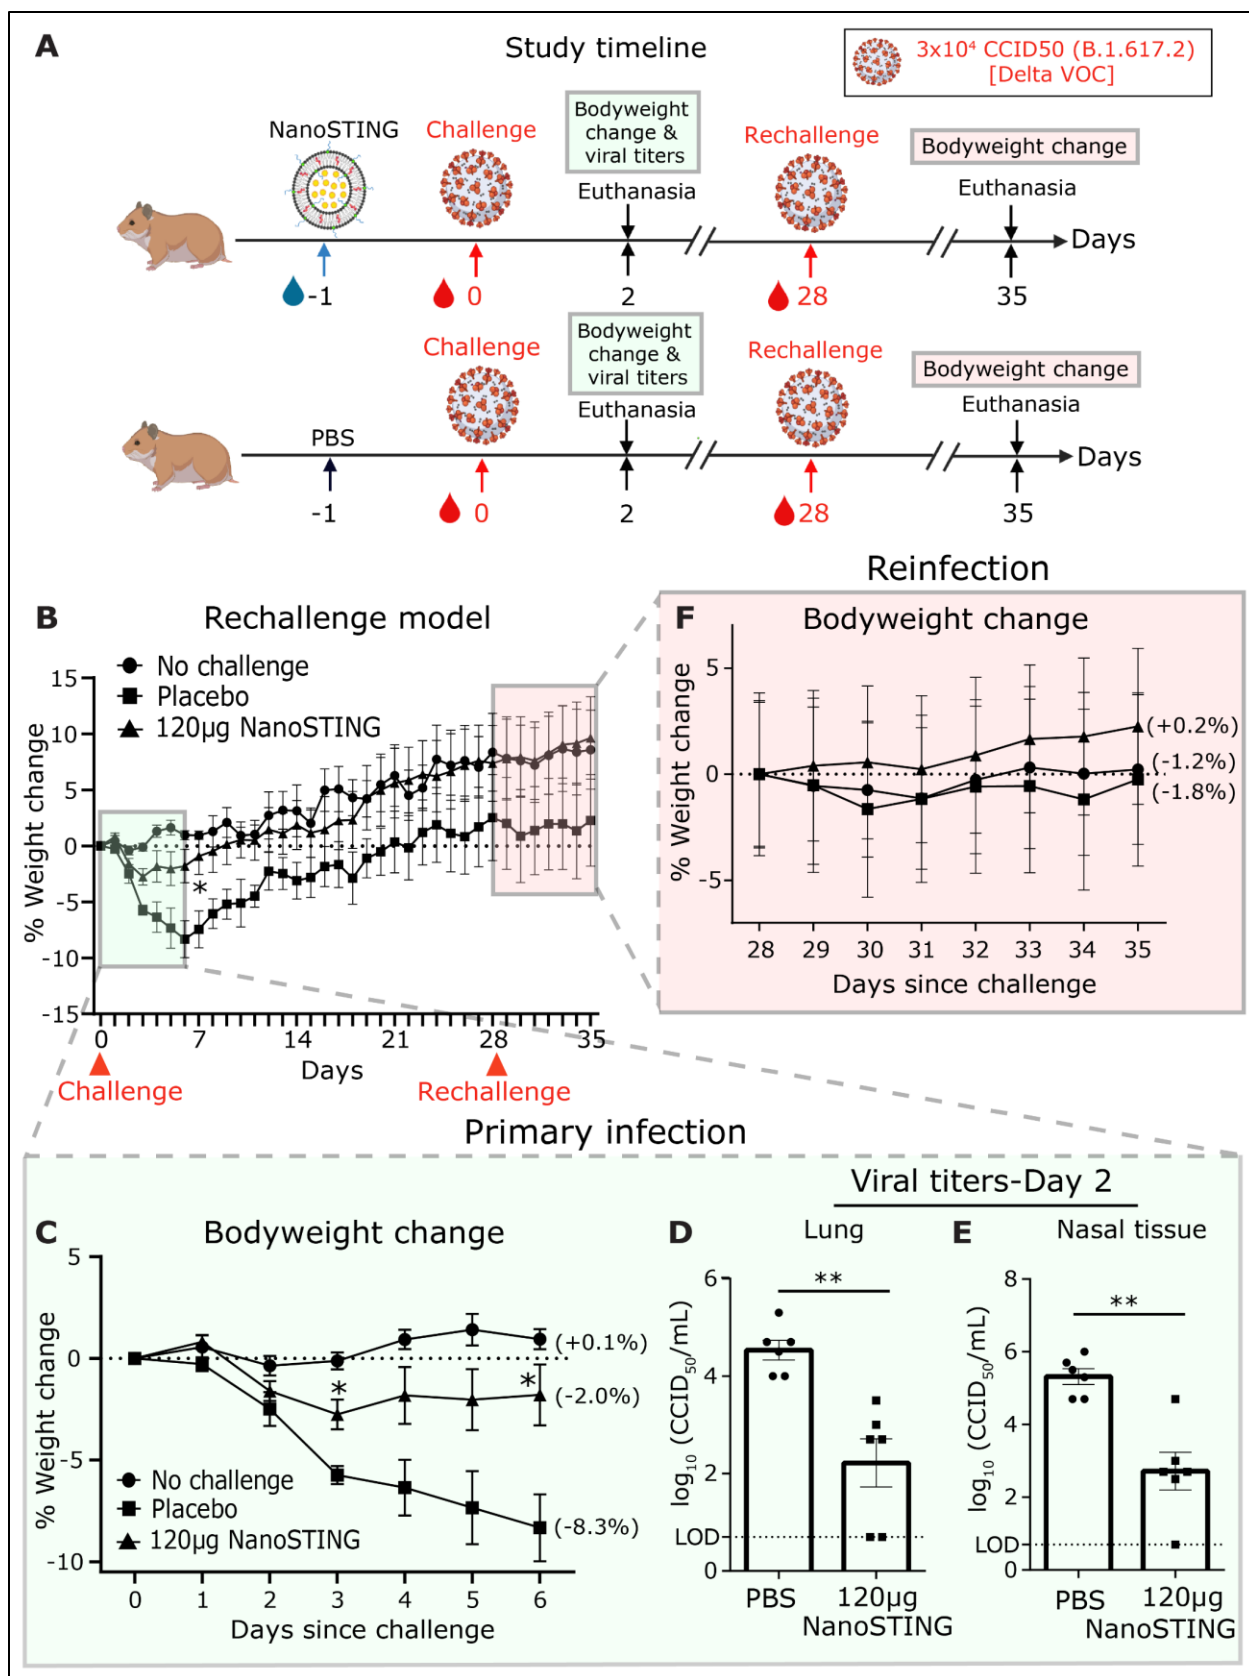 A
Study timeline
3x10⁴ CCID50 (B.1.617.2)
[Delta VOC]
NanoSTING
Challenge
Bodyweight
change &
viral titers
Euthanasia
Rechallenge
Bodyweight change
Euthanasia
Days
-1
0
2
28
35
PBS
Challenge
Bodyweight
change &
viral titers
Euthanasia
Rechallenge
Bodyweight change
Euthanasia
Days
-1
0
2
28
35
B
Rechallenge model
No challenge
Placebo
120µg NanoSTING
% Weight change
15
10
5
0
-5
-10
-15
*
0
7
14
21
28
35
Days
Challenge
Rechallenge
Reinfection
F
Bodyweight change
% Weight change
5
0
-5
(+0.2%)
(-1.2%)
(-1.8%)
28
29
30
31
32
33
34
35
Days since challenge
Primary infection
C
Bodyweight change
% Weight change
5
0
-5
-10
(+0.1%)
*
*
(-2.0%)
(-8.3%)
No challenge
Placebo
120µg NanoSTING
0
1
2
3
4
5
6
Days since challenge
Viral titers-Day 2
D
Lung
log₁₀ (CCID₅₀/mL)
6
4
2
LOD
0
**
PBS
120µg
NanoSTING
E
Nasal tissue
log₁₀ (CCID₅₀/mL)
8
6
4
2
LOD
0
**
PBS
120µg
NanoSTING